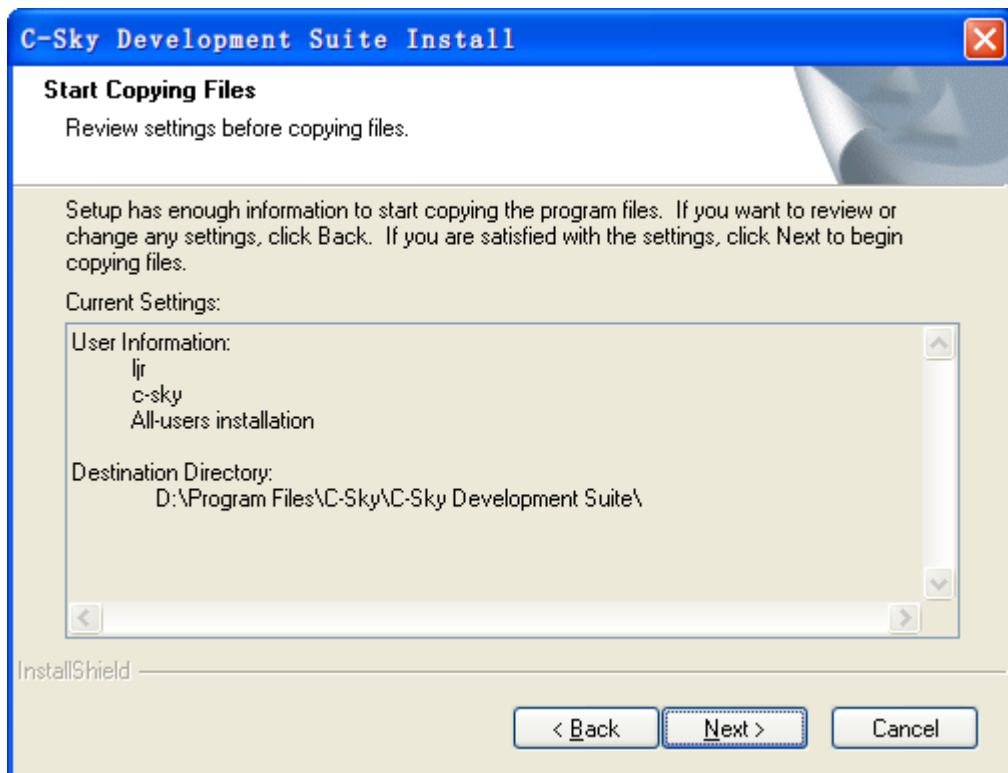 C-Sky Development Suite Install
Start Copying Files
Review settings before copying files.
Setup has enough information to start copying the program files.  If you want to review or
change any settings, click Back.  If you are satisfied with the settings, click Next to begin
copying files.
Current Settings:
User Information:
ljr
c-sky
All-users installation
Destination Directory:
D:\Program Files\C-Sky\C-Sky Development Suite\
InstallShield
< Back
Next >
Cancel